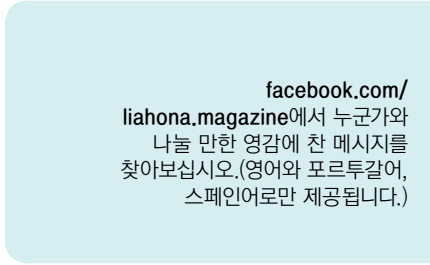 facebook.com/
liahona.magazine에서 누군가와
나눌 만한 영감에 찬 메시지를
찾아보십시오.(영어와 포르투갈어,
스페인어로만 제공됩니다.)